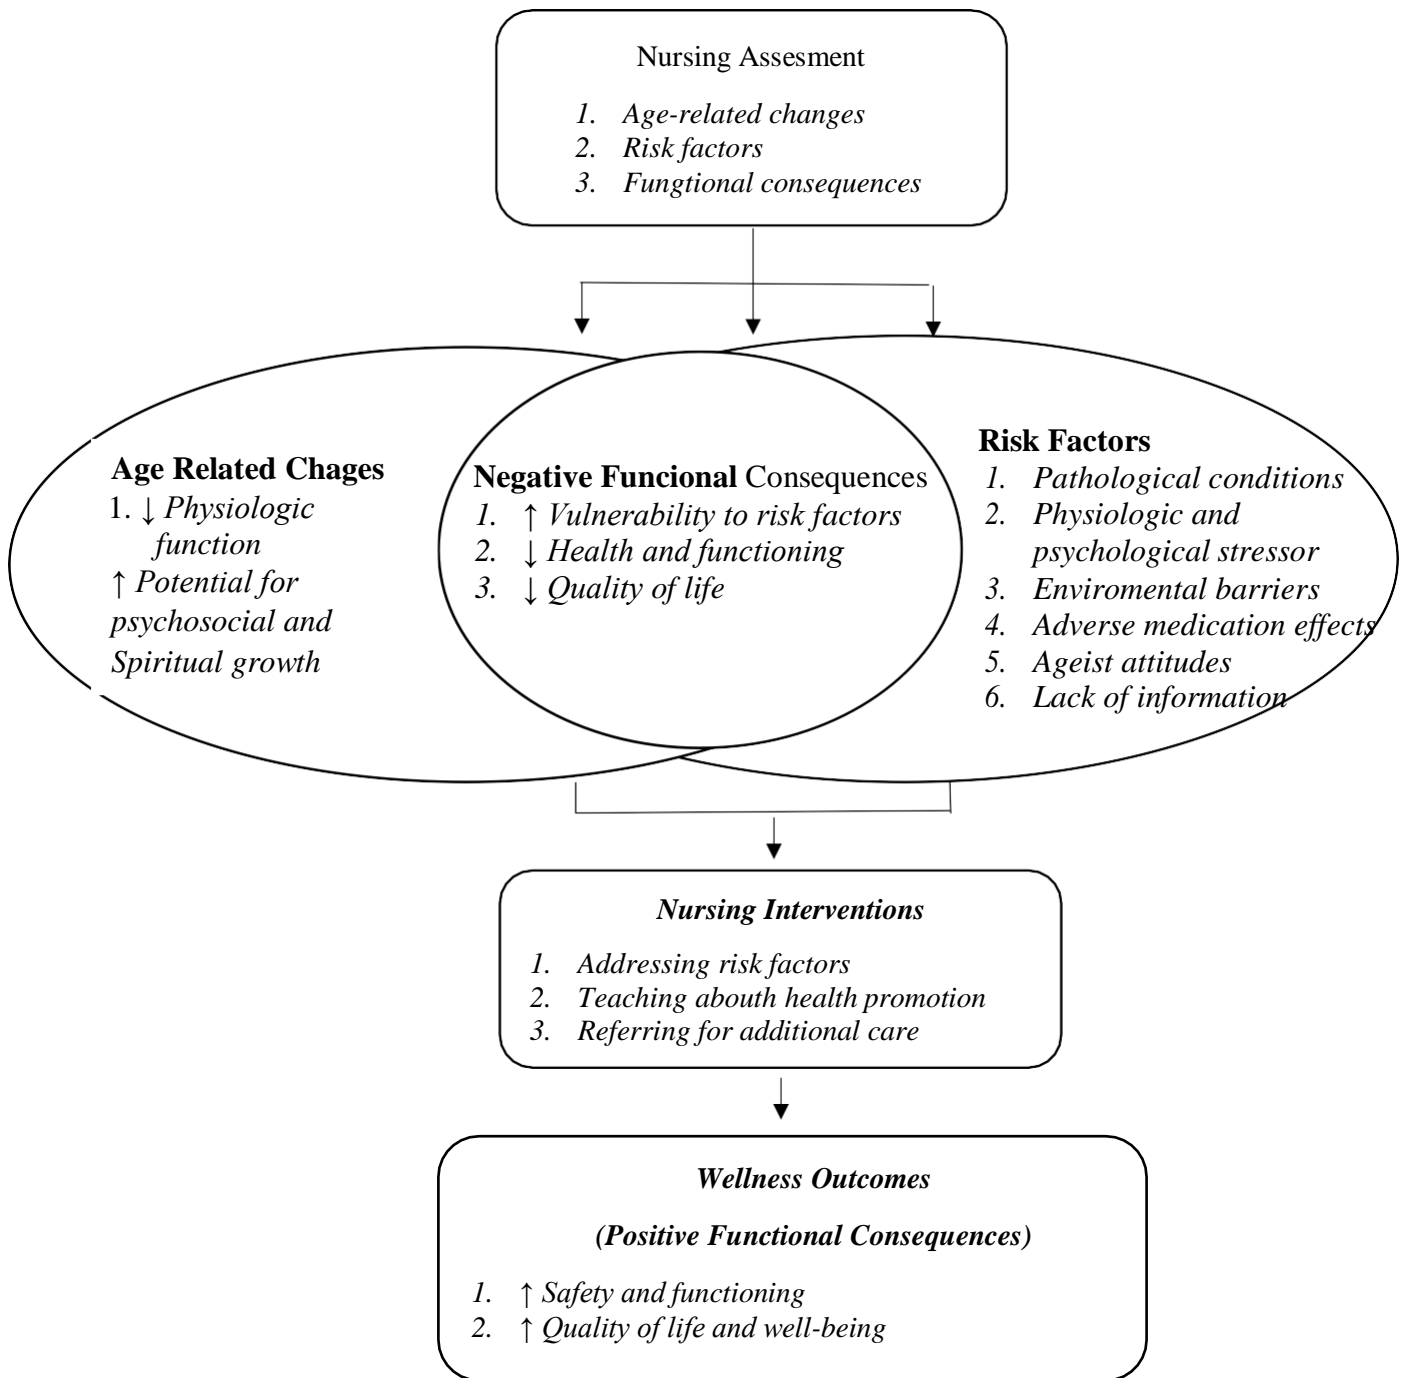 Nursing Assesment
1. Age-related changes
2. Risk factors
3. Fungtional consequences
Age Related Chages
1. ↓ Physiologic
function
↑ Potential for
psychosocial and
Spiritual growth
Negative Funcional Consequences
1. ↑ Vulnerability to risk factors
2. ↓ Health and functioning
3. ↓ Quality of life
Risk Factors
1. Pathological conditions
2. Physiologic and
psychological stressor
3. Enviromental barriers
4. Adverse medication effects
5. Ageist attitudes
6. Lack of information
Nursing Interventions
1. Addressing risk factors
2. Teaching abouth health promotion
3. Referring for additional care
Wellness Outcomes
(Positive Functional Consequences)
1. ↑ Safety and functioning
2. ↑ Quality of life and well-being